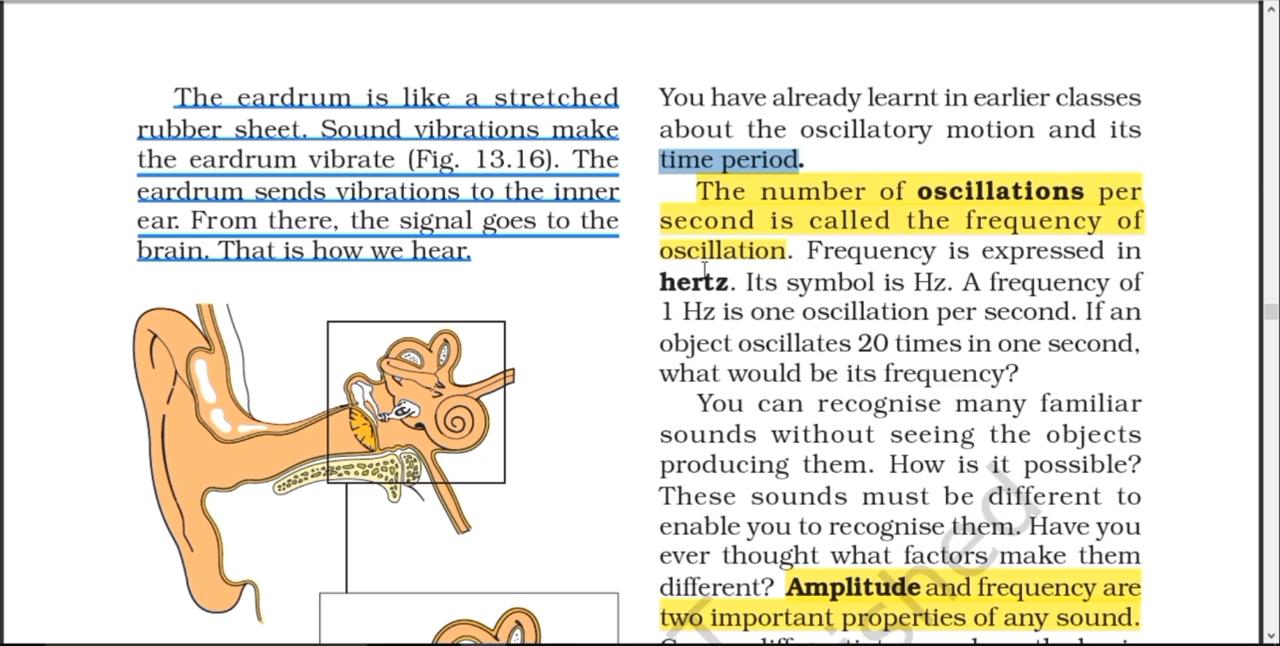 The eardrum is like a stretched
rubber sheet. Sound vibrations make
the eardrum vibrate (Fig. 13.16). The
eardrum sends vibrations to the inner
ear. From there, the signal goes to the
brain. That is how we hear.
You have already learnt in earlier classes
about the oscillatory motion and its
time period.
The number of oscillations per
second is called the frequency of
oscillation. Frequency is expressed in
hertz. Its symbol is Hz. A frequency of
1 Hz is one oscillation per second. If an
object oscillates 20 times in one second,
what would be its frequency?
You can recognise many familiar
sounds without seeing the objects
producing them. How is it possible?
These sounds must be different to
enable you to recognise them. Have you
ever thought what factors make them
different? Amplitude and frequency are
two important properties of any sound.